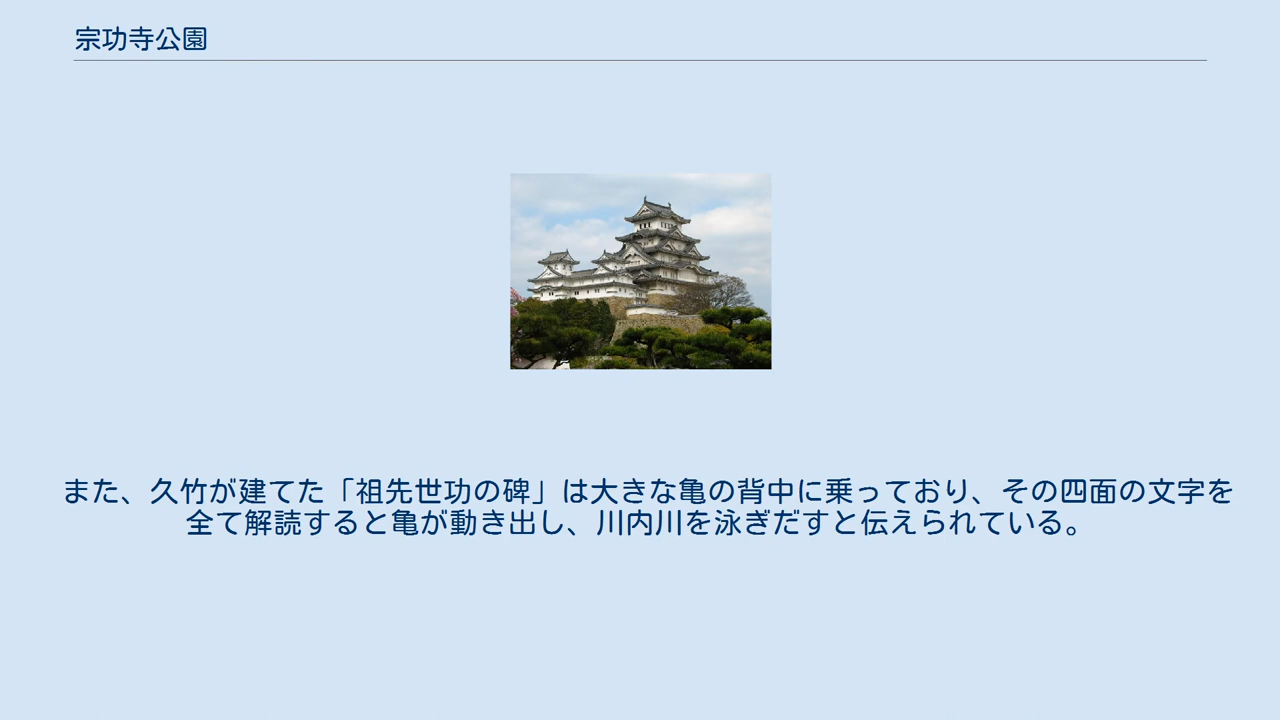 宗功寺公園
また、久竹が建てた「祖先世功の碑」は大きな亀の背中に乗っており、その四面の文字を
全て解読すると亀が動き出し、川内川を泳ぎだすと伝えられている。